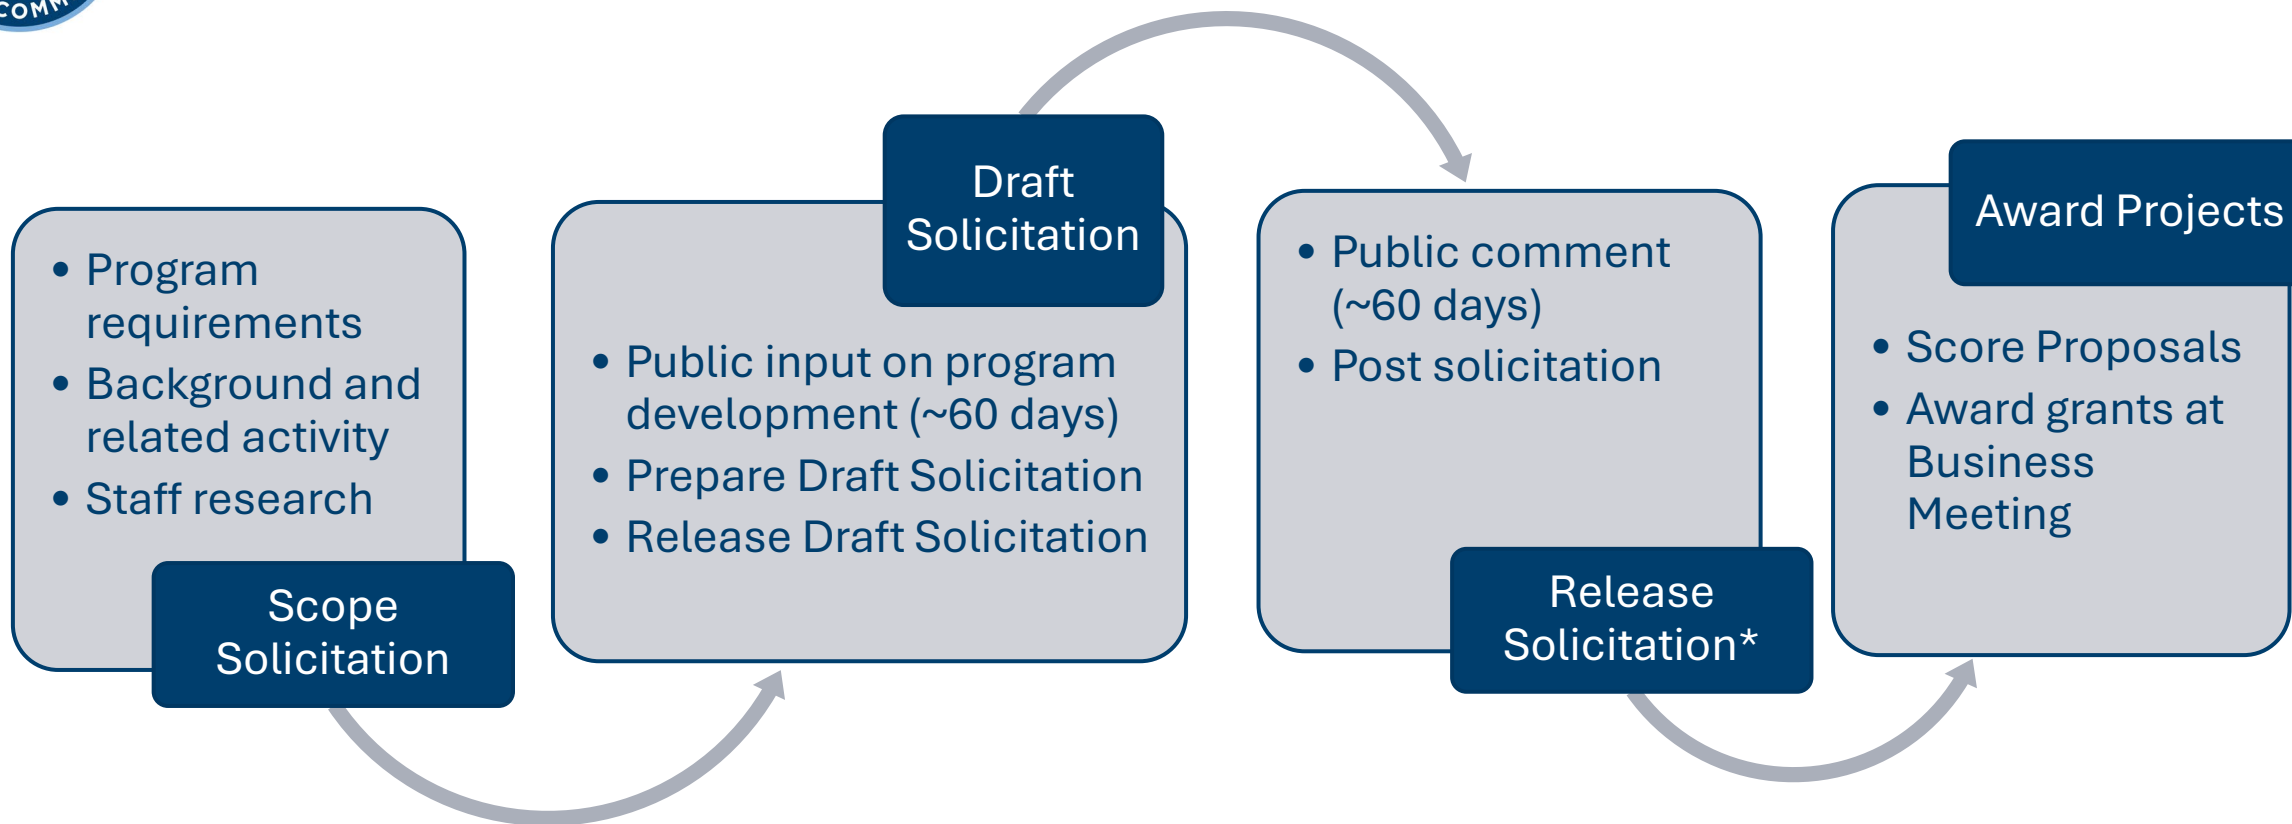 • Program
requirements
• Background and
related activity
• Staff research
Scope
Solicitation
Draft
Solicitation
• Public input on program
development (~60 days)
• Prepare Draft Solicitation
• Release Draft Solicitation
• Public comment
(~60 days)
• Post solicitation
Release
Solicitation*
Award Projects
• Score Proposals
• Award grants at
Business
Meeting